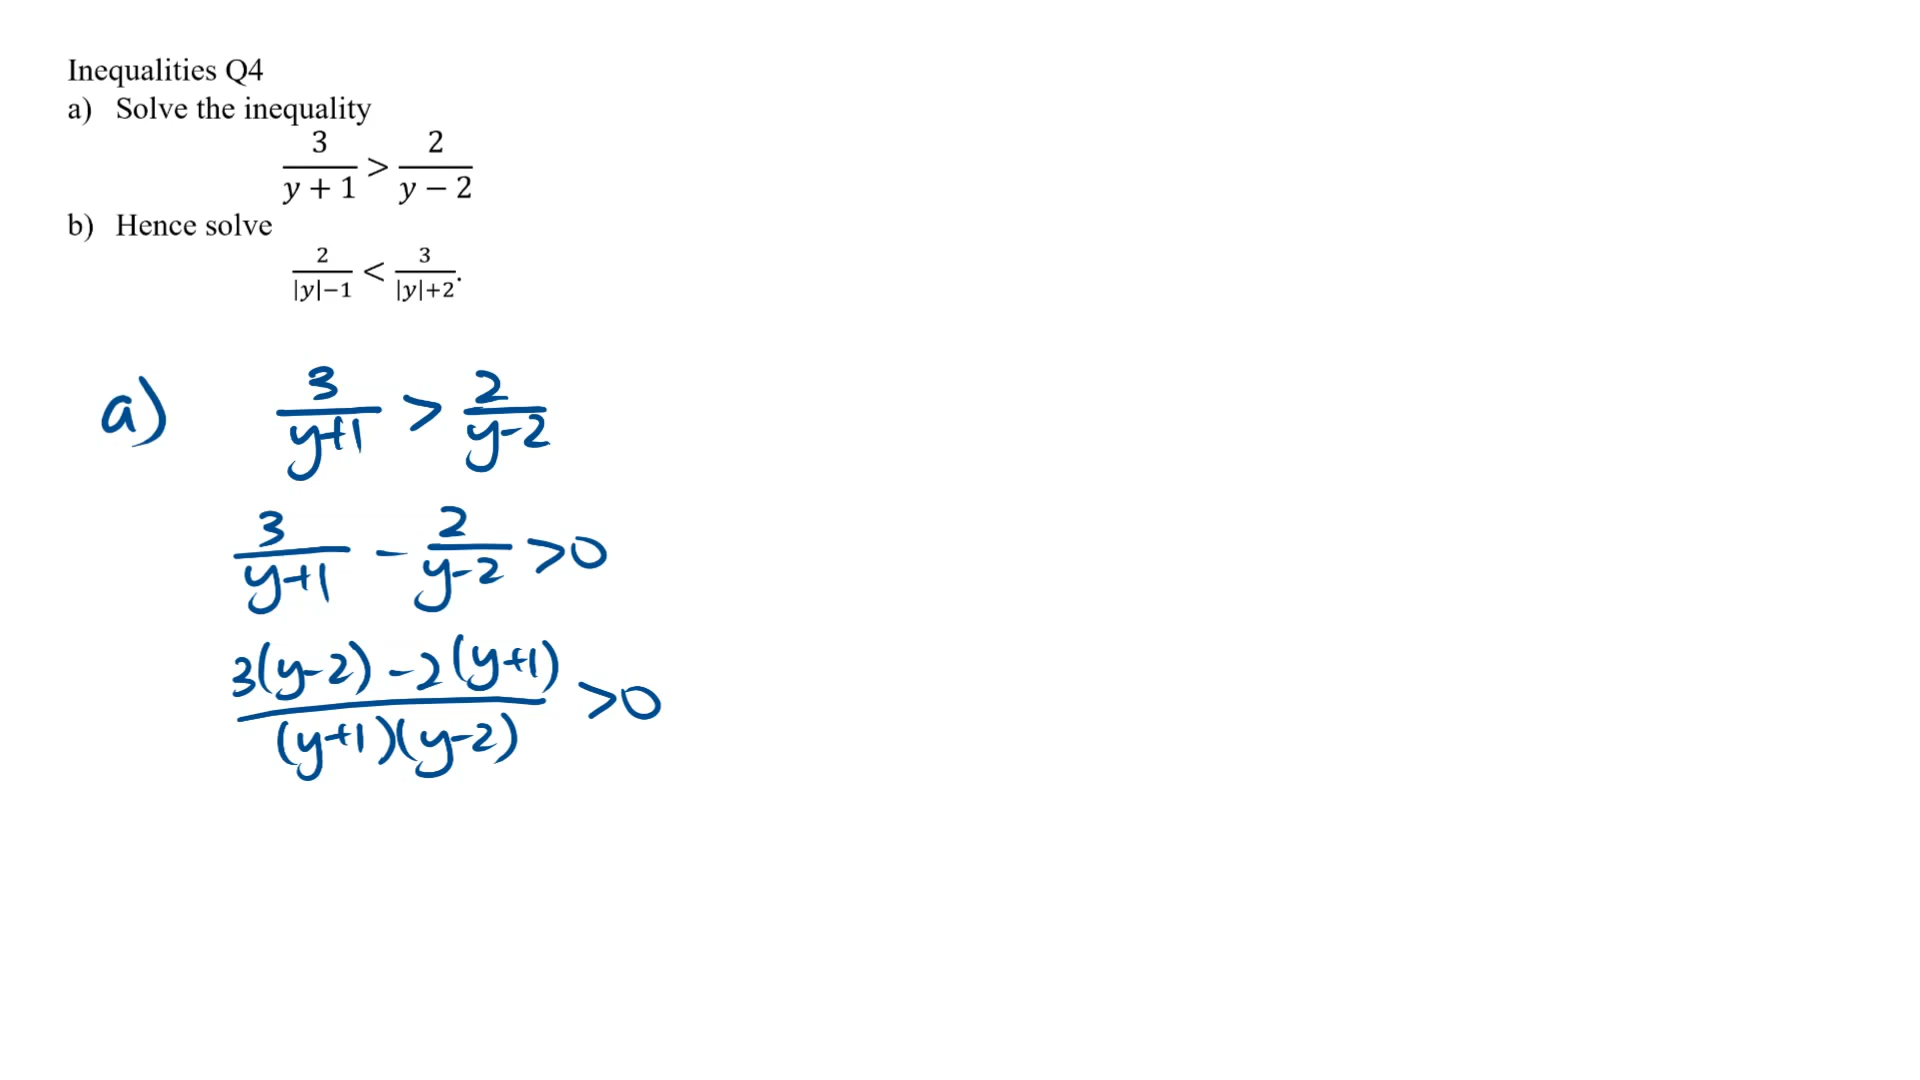 Inequalities Q4
a) Solve the inequality
3/(y + 1) > 2/(y − 2)
b) Hence solve
2/(|y|−1) < 3/(|y|+2).
a) 3/(y+1) > 2/(y-2)
3/(y+1) - 2/(y-2) >0
(3(y-2) -2(y+1))/((y+1)(y-2)) >0